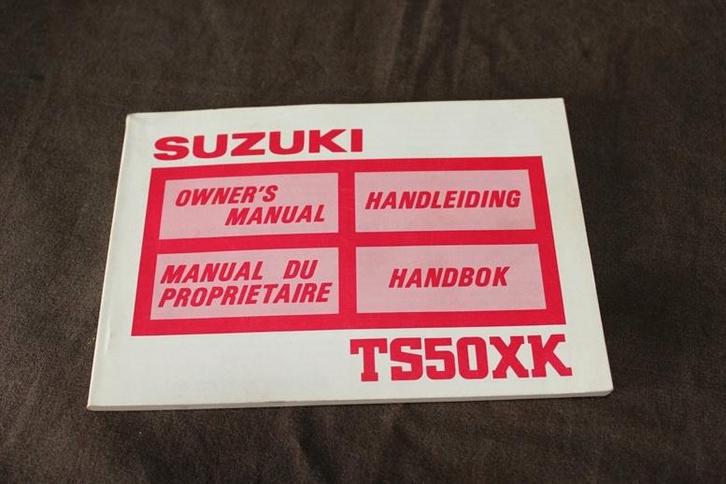 SUZUKI
OWNER'S
MANUAL
HANDLEIDING
MANUAL DU
PROPRIETAIRE
HANDBOK
TS50XK